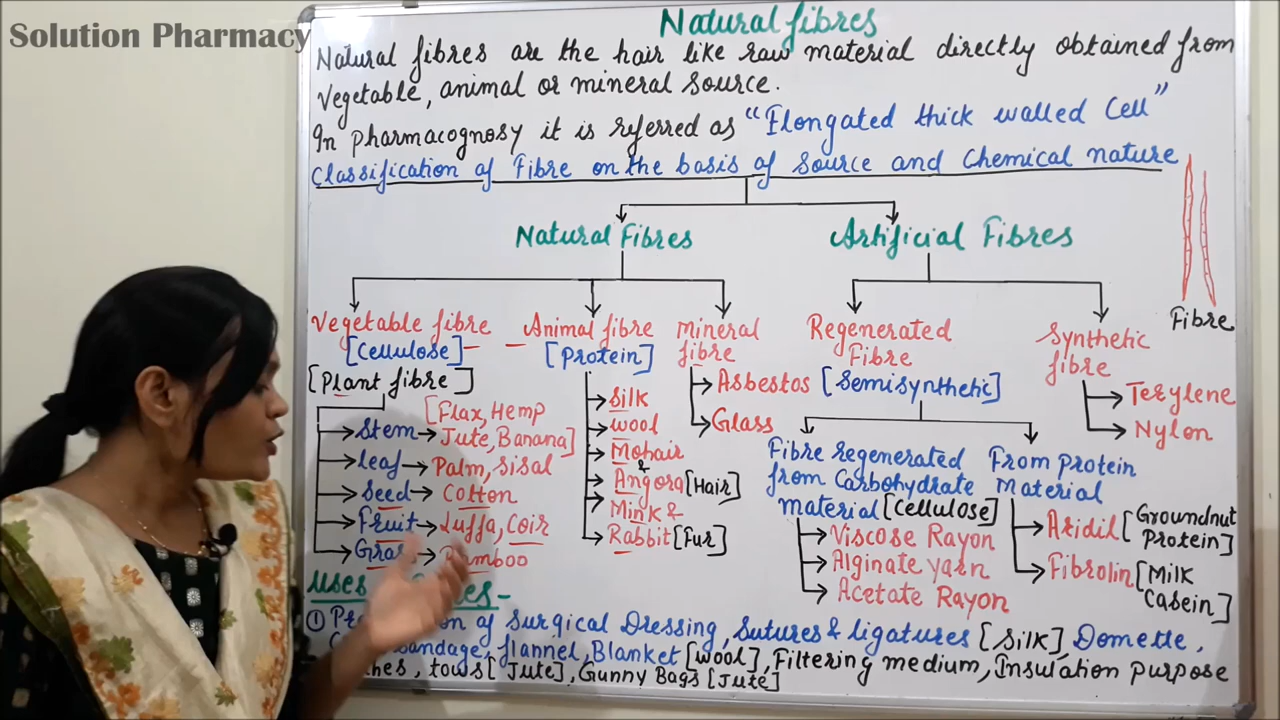 Solution Pharmacy
Natural fibres
Natural fibres are the hair like raw material directly obtained from
Vegetable, animal or mineral source.
In pharmacognosy it is referred as "Elongated thick walled Cell"
Classification of Fibre on the basis of Source and Chemical nature
Natural Fibres
Artificial Fibres
Fibre
Vegetable fibre
[Cellulose]
[Plant fibre]
Stem → [Flax, Hemp
Jute, Banana]
leaf → Palm, Sisal
Seed → Cotton
Fruit → Luffa, Coir
Gras → Bamboo
Animal fibre
[Protein]
Silk
wool
Mohair
&
Angora [Hair]
Mink &
Rabbit [Fur]
Mineral
fibre
Asbestos
Glass
Regenerated
Fibre
[Semisynthetic]
Fibre regenerated
from Carbohydrate
material [Cellulose]
Viscose Rayon
Alginate yarn
Acetate Rayon
From protein
Material
Aridil [Groundnut
Protein]
Fibrolin [Milk
Casein]
Synthetic
fibre
Terylene
Nylon
Uses
① of Surgical Dressing, Sutures & ligatures [Silk] Domette,
bandage, flannel, Blanket [wool], Filtering medium, Insulation purpose
tows [Jute], Gunny Bags [Jute]